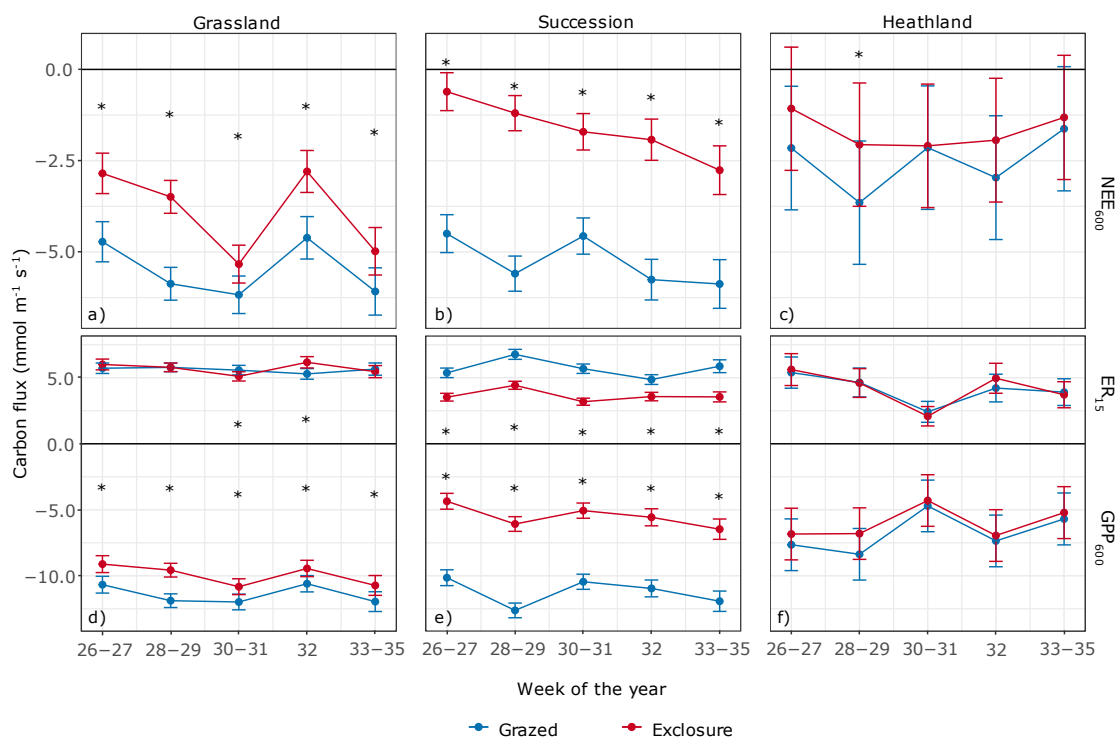 Grassland
Succession
Heathland
Carbon flux (mmol m⁻¹ s⁻¹)
0.0
−2.5
−5.0
* * * * *
a)
* * * * *
b)
*
c)
NEE₆₀₀
5.0
0.0
−5.0
−10.0
* *
* * * * *
d)
* * * * *
* * * * *
e)
f)
ER₁₅
GPP₆₀₀
26−27 28−29 30−31 32 33−35
26−27 28−29 30−31 32 33−35
26−27 28−29 30−31 32 33−35
Week of the year
Grazed Exclosure